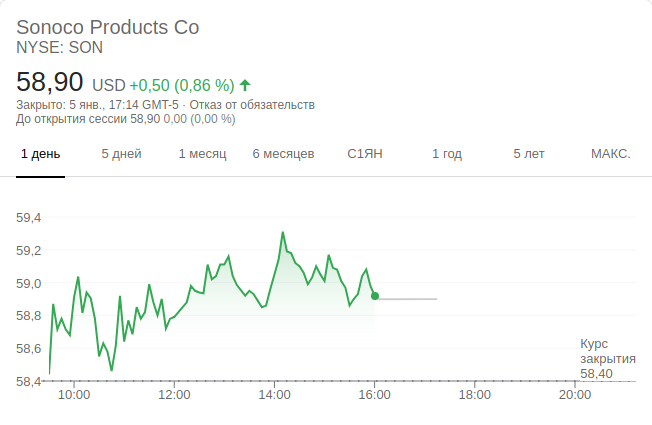 Sonoco Products Co
NYSE: SON
58,90 USD +0,50 (0,86 %)
Закрыто: 5 янв., 17:14 GMT-5 · Отказ от обязательств
До открытия сессии 58,90 0,00 (0,00 %)
1 день 5 дней 1 месяц 6 месяцев С1ЯН 1 год 5 лет МАКС.
59,4
59,2
59,0
58,8
58,6
58,4
Курс
закрытия
58,40
10:00 12:00 14:00 16:00 18:00 20:00